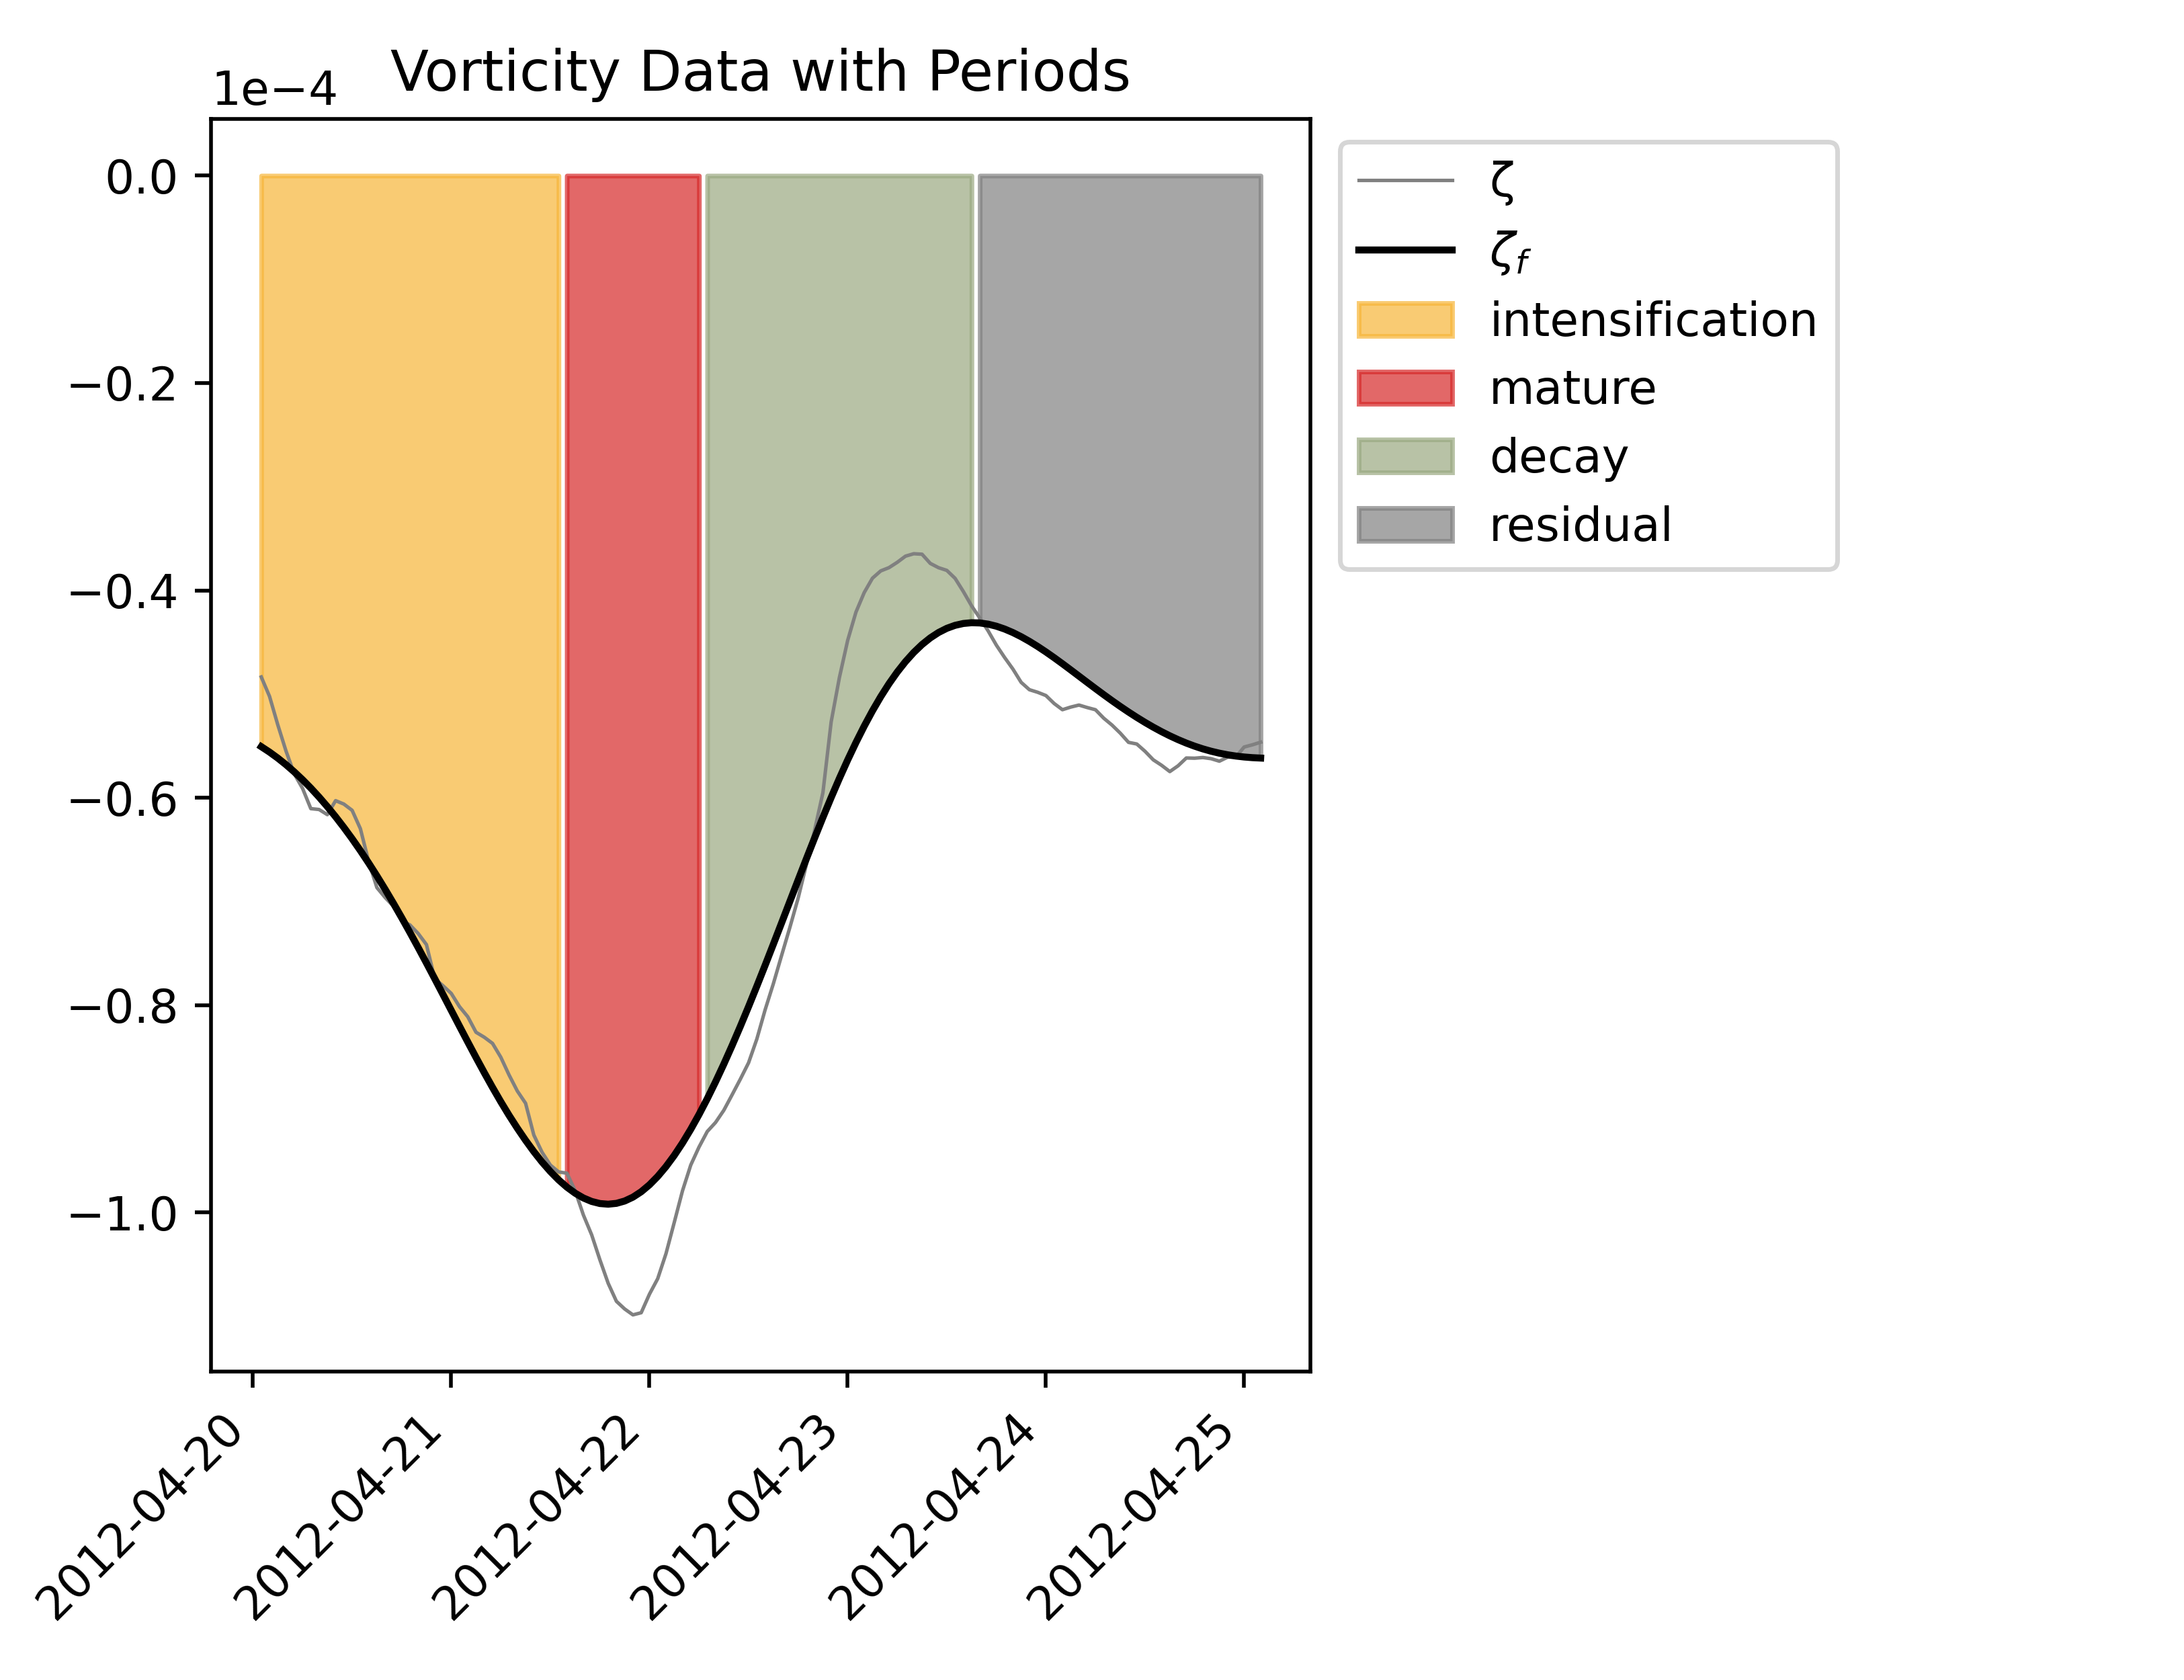 Vorticity Data with Periods
1e−4
0.0
−0.2
−0.4
−0.6
−0.8
−1.0
2012-04-20
2012-04-21
2012-04-22
2012-04-23
2012-04-24
2012-04-25
ζ
ζf
intensification
mature
decay
residual